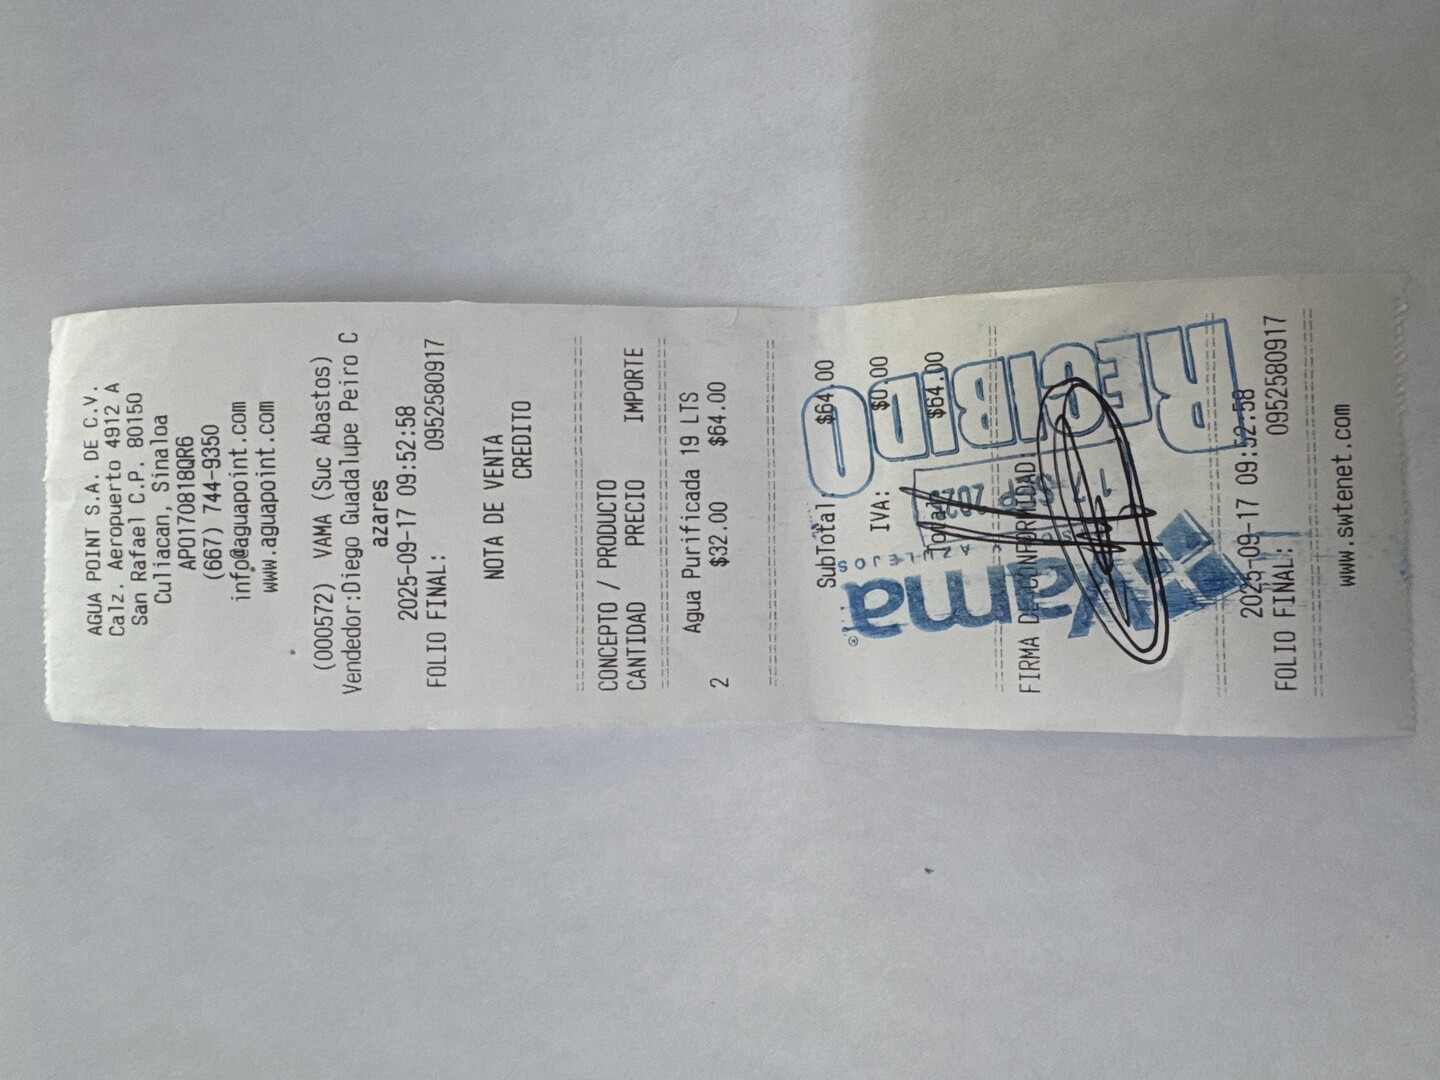 AGUA POINT S.A. DE C.V.
Calz. Aeropuerto 4912 A
San Rafael C.P. 80150
Culiacan, Sinaloa
APO170818QR6
(667) 744-9350
info@aguapoint.com
www.aguapoint.com
(000572) VAMA (Suc Abastos)
Vendedor:Diego Guadalupe Peiro C
azares
2025-09-17 09:52:58
FOLIO FINAL: 0952580917
NOTA DE VENTA
CREDITO
CONCEPTO / PRODUCTO
CANTIDAD PRECIO IMPORTE
Agua Purificada 19 LTS
2 $32.00 $64.00
SubTotal $64.00
IVA: $0.00
Total $64.00
FIRMA DE CONFORMIDAD:
RECIBIDO
Vama®
AZULEJOS
2025-09-17 09:52:58
FOLIO FINAL: 0952580917
www.swtenet.com